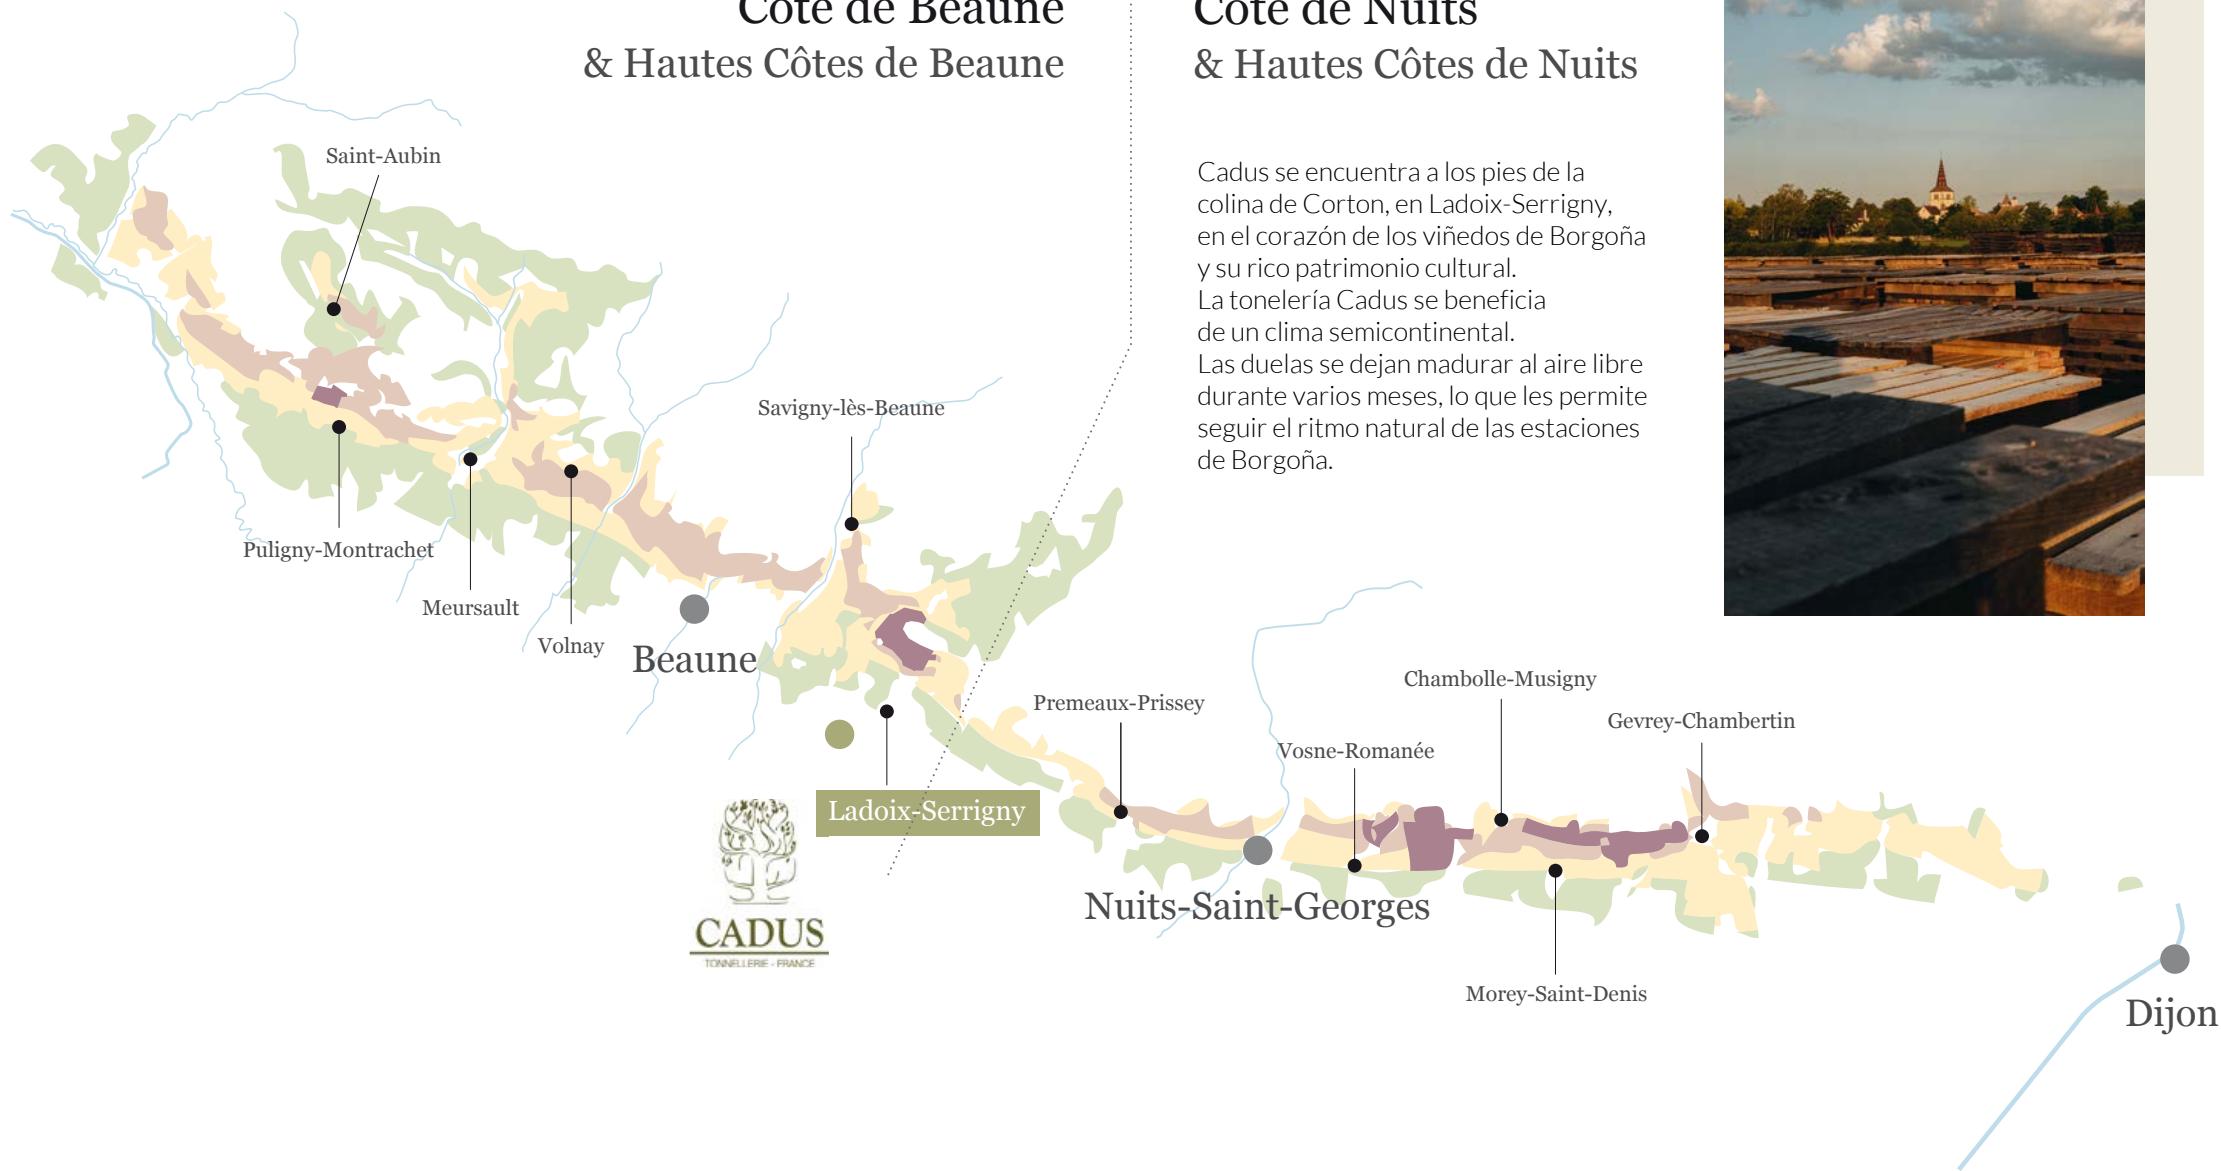 Côte de Beaune
& Hautes Côtes de Beaune
Côte de Nuits
& Hautes Côtes de Nuits
Cadus se encuentra a los pies de la
colina de Corton, en Ladoix-Serrigny,
en el corazón de los viñedos de Borgoña
y su rico patrimonio cultural.
La tonelería Cadus se beneficia
de un clima semicontinental.
Las duelas se dejan madurar al aire libre
durante varios meses, lo que les permite
seguir el ritmo natural de las estaciones
de Borgoña.
Saint-Aubin
Savigny-lès-Beaune
Puligny-Montrachet
Meursault
Volnay
Beaune
Premeaux-Prissey
Chambolle-Musigny
Gevrey-Chambertin
Vosne-Romanée
Ladoix-Serrigny
CADUS
TONNELLERIE - FRANCE
Nuits-Saint-Georges
Morey-Saint-Denis
Dijon